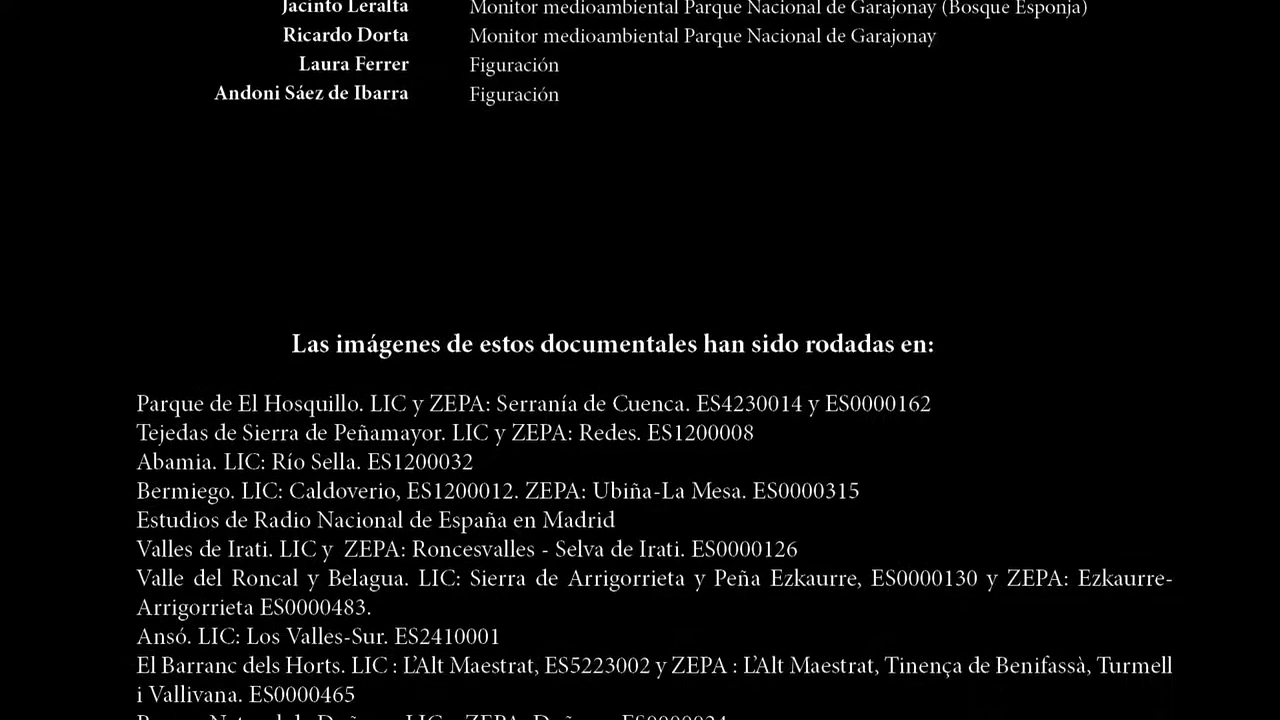 Jacinto Leralta Monitor medioambiental Parque Nacional de Garajonay (Bosque Esponja)
Ricardo Dorta Monitor medioambiental Parque Nacional de Garajonay
Laura Ferrer Figuración
Andoni Sáez de Ibarra Figuración
Las imágenes de estos documentales han sido rodadas en:
Parque de El Hosquillo. LIC y ZEPA: Serranía de Cuenca. ES4230014 y ES0000162
Tejedas de Sierra de Peñamayor. LIC y ZEPA: Redes. ES1200008
Abamia. LIC: Río Sella. ES1200032
Bermiego. LIC: Caldoverio, ES1200012. ZEPA: Ubiña-La Mesa. ES0000315
Estudios de Radio Nacional de España en Madrid
Valles de Irati. LIC y ZEPA: Roncesvalles - Selva de Irati. ES0000126
Valle del Roncal y Belagua. LIC: Sierra de Arrigorrieta y Peña Ezkaurre, ES0000130 y ZEPA: Ezkaurre-
Arrigorrieta ES0000483.
Ansó. LIC: Los Valles-Sur. ES2410001
El Barranc dels Horts. LIC : L'Alt Maestrat, ES5223002 y ZEPA : L'Alt Maestrat, Tinença de Benifassà, Turmell
i Vallivana. ES0000465